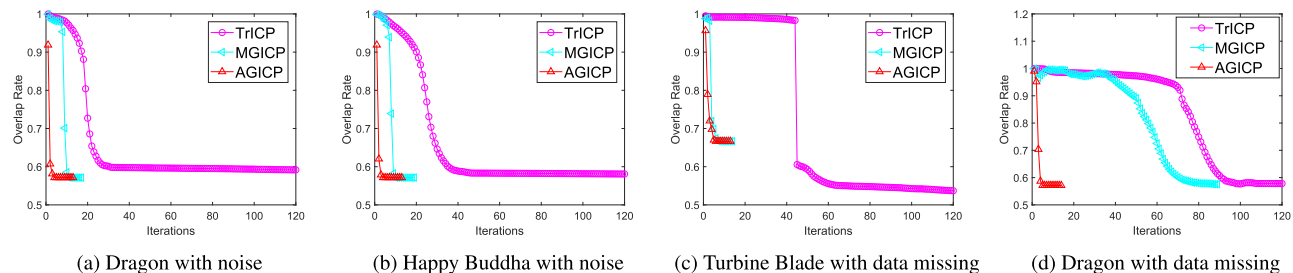 1
0.9
0.8
0.7
0.6
0.5
0 20 40 60 80 100 120
Overlap Rate
Iterations
TrICP
MGICP
AGICP
(a) Dragon with noise
1
0.9
0.8
0.7
0.6
0.5
0 20 40 60 80 100 120
Overlap Rate
Iterations
TrICP
MGICP
AGICP
(b) Happy Buddha with noise
1
0.9
0.8
0.7
0.6
0.5
0 20 40 60 80 100 120
Overlap Rate
Iterations
TrICP
MGICP
AGICP
(c) Turbine Blade with data missing
1.2
1.1
1.0
0.9
0.8
0.7
0.6
0.5
0 20 40 60 80 100 120
Overlap Rate
Iterations
TrICP
MGICP
AGICP
(d) Dragon with data missing